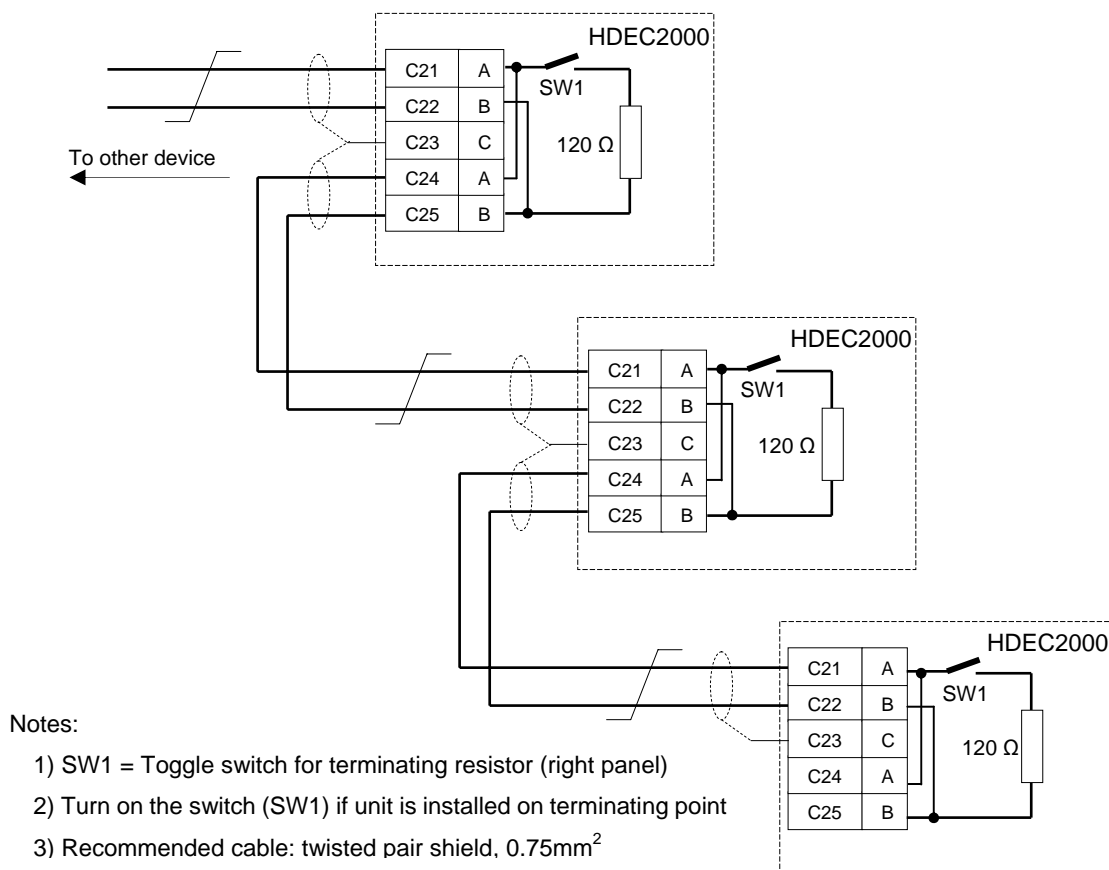 HDEC2000
C21 A
SW1
C22 B
C23 C
120 Ω
To other device
C24 A
C25 B
HDEC2000
C21 A
SW1
C22 B
C23 C
120 Ω
C24 A
C25 B
HDEC2000
C21 A
SW1
C22 B
C23 C
120 Ω
C24 A
C25 B
Notes:
1) SW1 = Toggle switch for terminating resistor (right panel)
2) Turn on the switch (SW1) if unit is installed on terminating point
3) Recommended cable: twisted pair shield, 0.75mm²